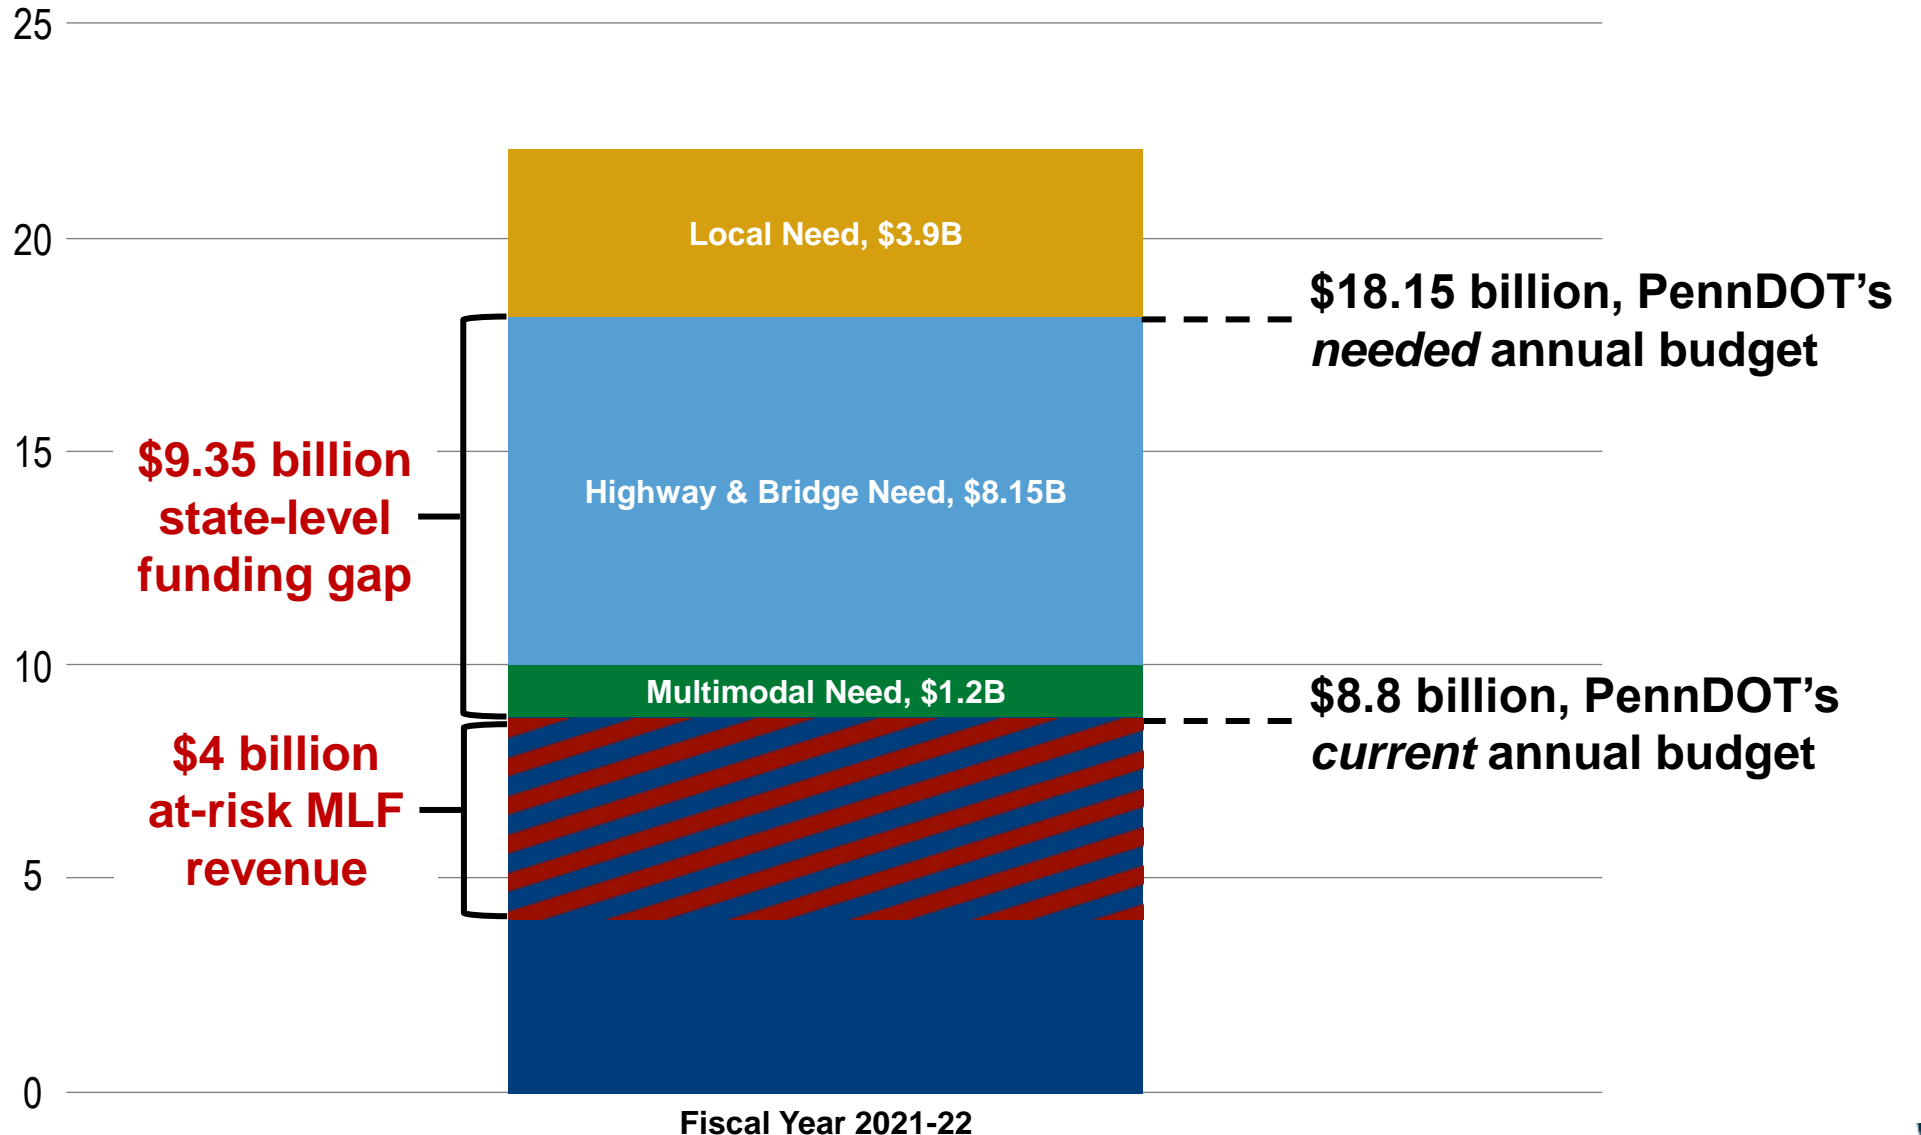 25
20
15
10
5
0
Local Need, $3.9B
Highway & Bridge Need, $8.15B
Multimodal Need, $1.2B
$9.35 billion
state-level
funding gap
$4 billion
at-risk MLF
revenue
$18.15 billion, PennDOT’s
needed annual budget
$8.8 billion, PennDOT’s
current annual budget
Fiscal Year 2021-22